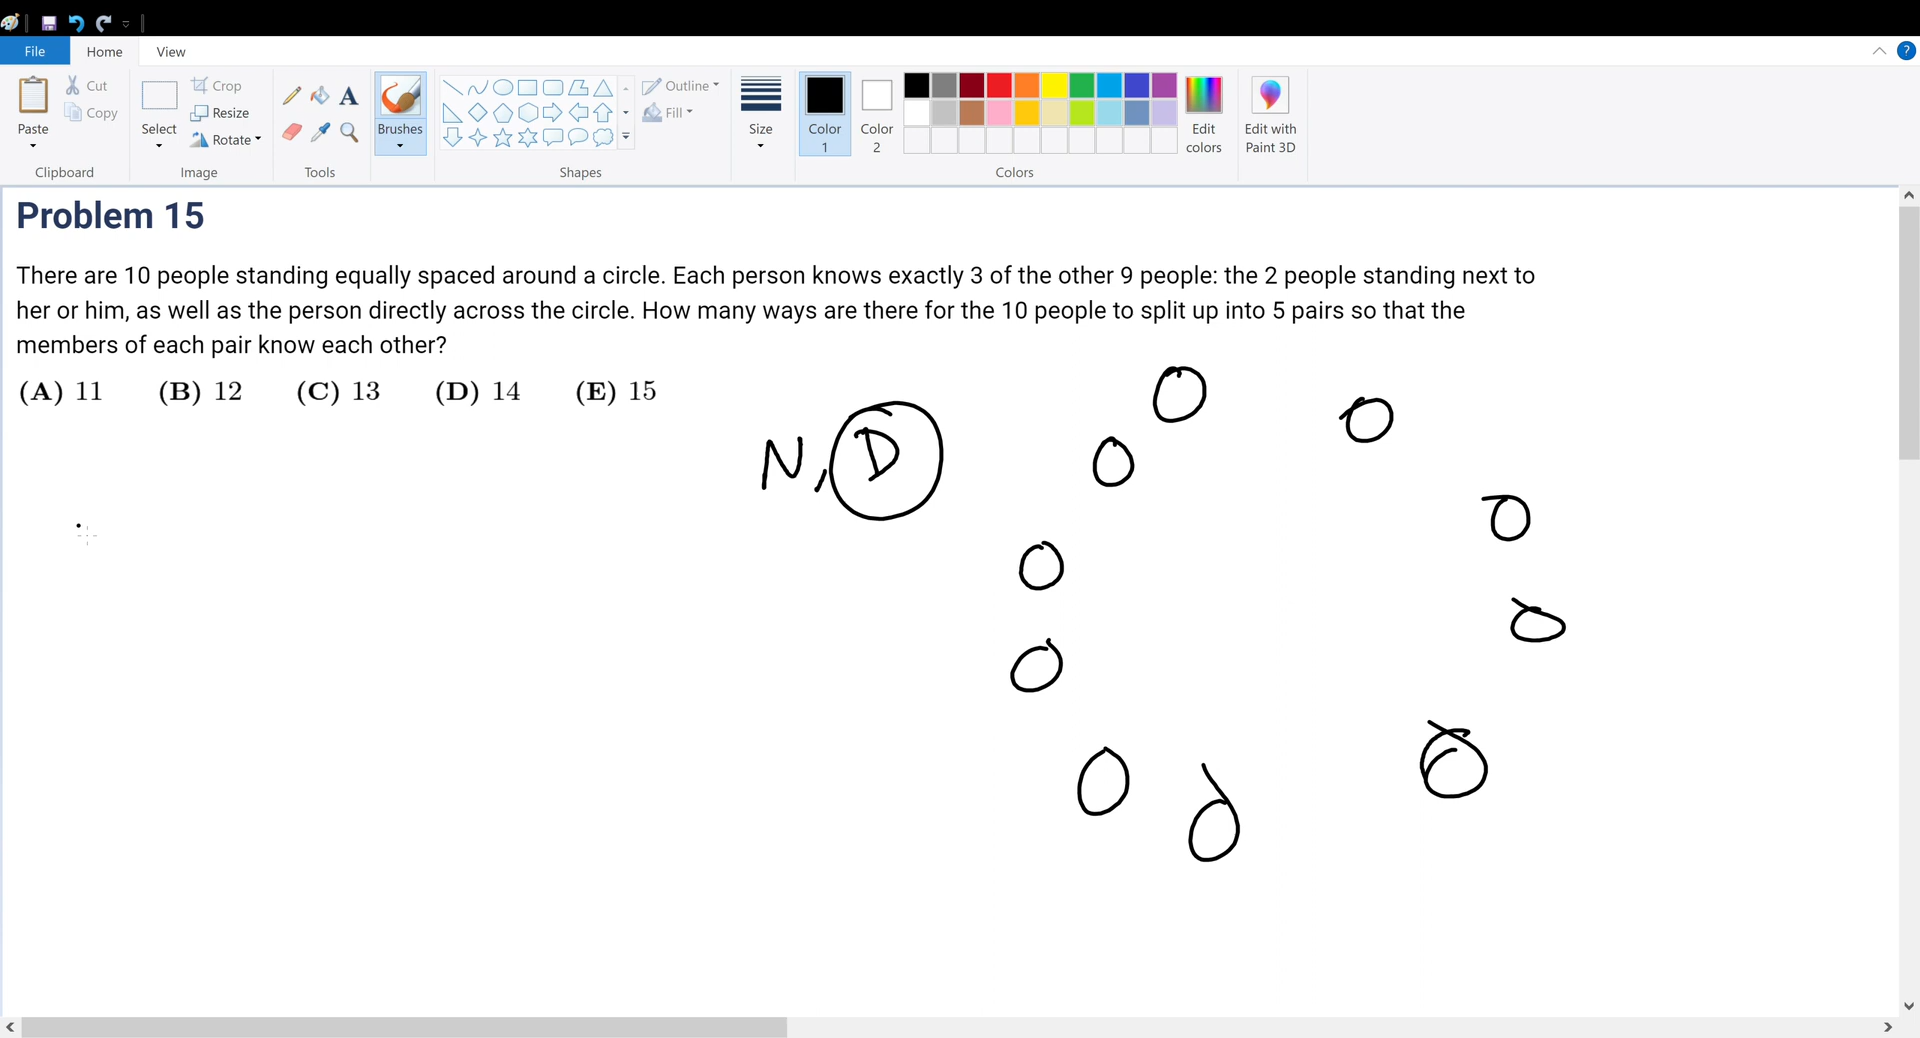 File Home View
Paste Cut Copy Select Crop Resize Rotate A Brushes Outline Fill Size Color 1 Color 2 Edit colors Edit with Paint 3D ?
Clipboard Image Tools Shapes Colors
Problem 15
There are 10 people standing equally spaced around a circle. Each person knows exactly 3 of the other 9 people: the 2 people standing next to
her or him, as well as the person directly across the circle. How many ways are there for the 10 people to split up into 5 pairs so that the
members of each pair know each other?
(A) 11 (B) 12 (C) 13 (D) 14 (E) 15
N, D